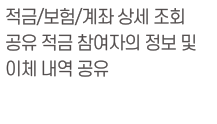 적금/보험/계좌 상세 조회
공유 적금 참여자의 정보 및
이체 내역 공유